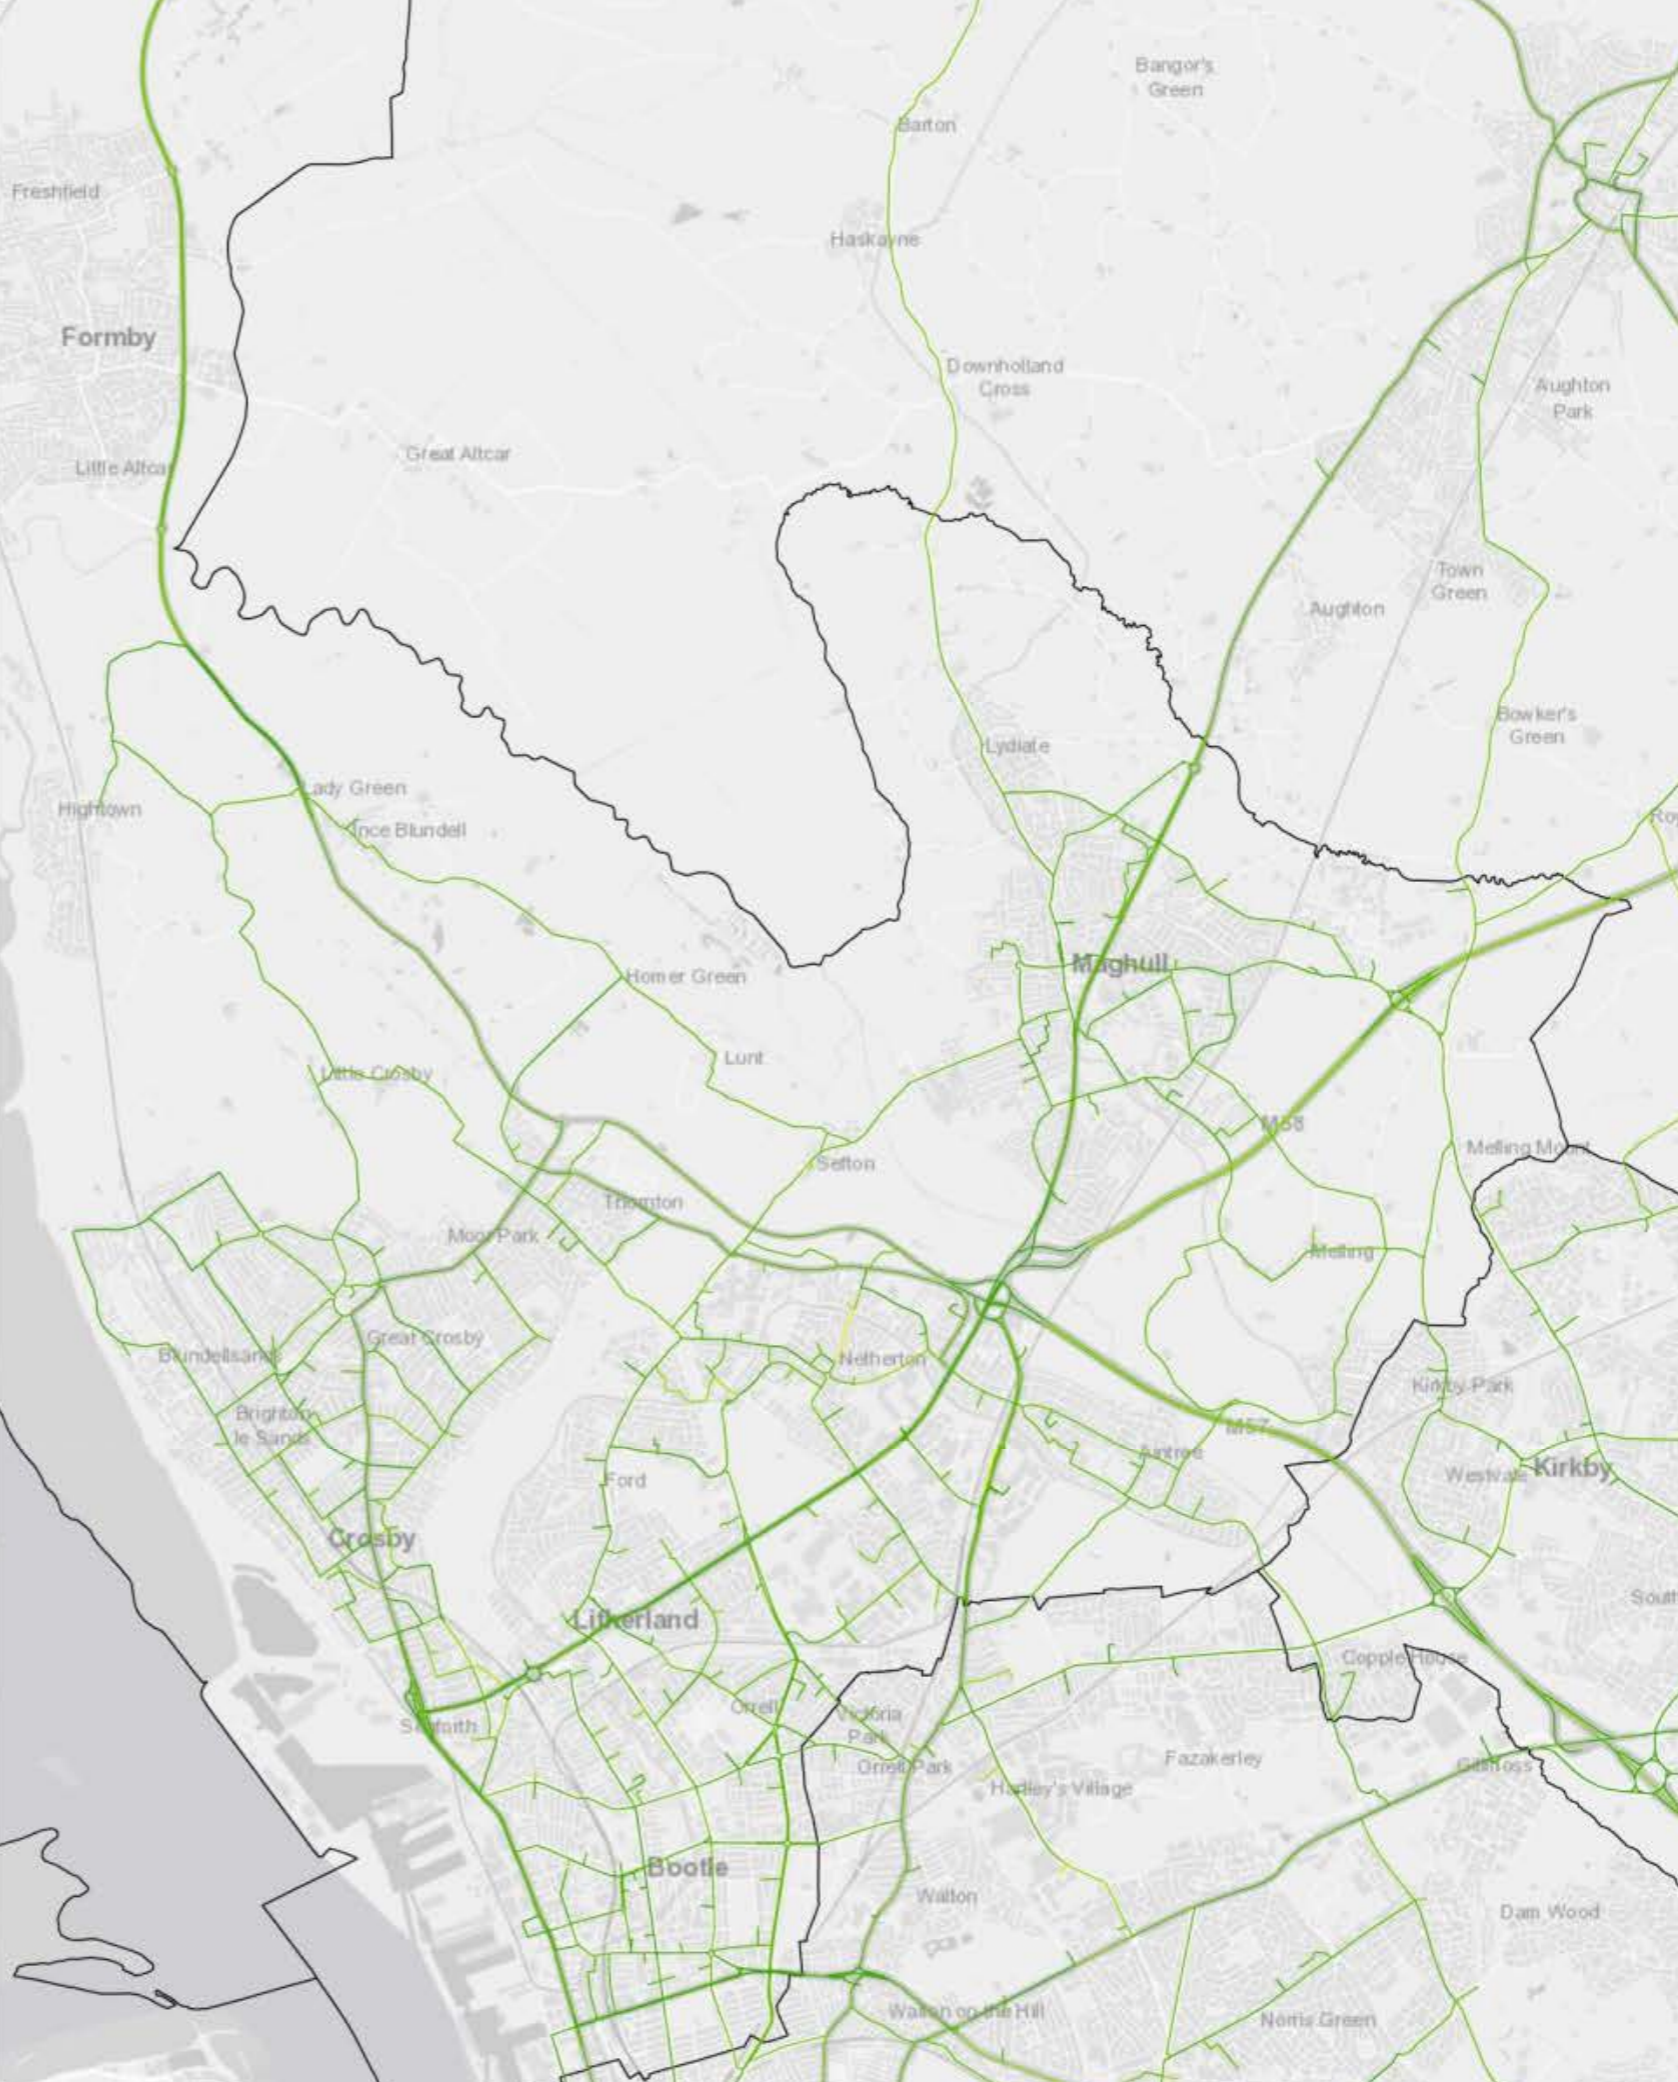 Bangor's
Green
Barton
Freshfield
Haskayne
Formby
Downholland
Cross
Aughton
Park
Great Altcar
Little Altcar
Town
Green
Aughton
Bowker's
Green
Lydiate
Lady Green
Hightown
Ince Blundell
Maghull
Homer Green
Lunt
Little Crosby
M58
Melling Mount
Sefton
Thornton
Moor Park
Melling
Great Crosby
Blundellsands
Netherton
Kirkby Park
Brighton
le Sands
M57
Aintree
Westvale
Kirkby
Ford
Crosby
South
Litherland
Copple House
Orrell
Victoria
Park
Seaforth
Orrell Park
Fazakerley
Gillmoss
Hartley's Village
Bootle
Walton
Dam Wood
Walton on the Hill
Norris Green